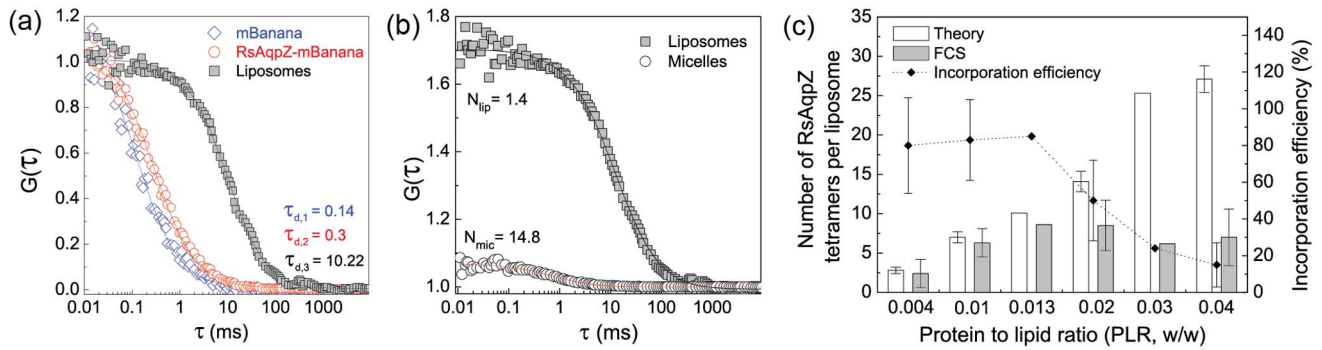 (a)
1.2
1.0
0.8
0.6
0.4
0.2
0.0
G(τ)
mBanana
RsAqpZ-mBanana
Liposomes
τd,1 = 0.14
τd,2 = 0.3
τd,3 = 10.22
0.01 0.1 1 10 100 1000
τ (ms)
(b)
1.8
1.6
1.4
1.2
1.0
G(τ)
Liposomes
Micelles
Nlip = 1.4
Nmic = 14.8
0.01 0.1 1 10 100 1000
τ (ms)
(c)
35
30
25
20
15
10
5
0
Number of RsAqpZ
tetramers per liposome
Theory
FCS
Incorporation efficiency
140
120
100
80
60
40
20
0
Incorporation efficiency (%)
0.004 0.01 0.013 0.02 0.03 0.04
Protein to lipid ratio (PLR, w/w)